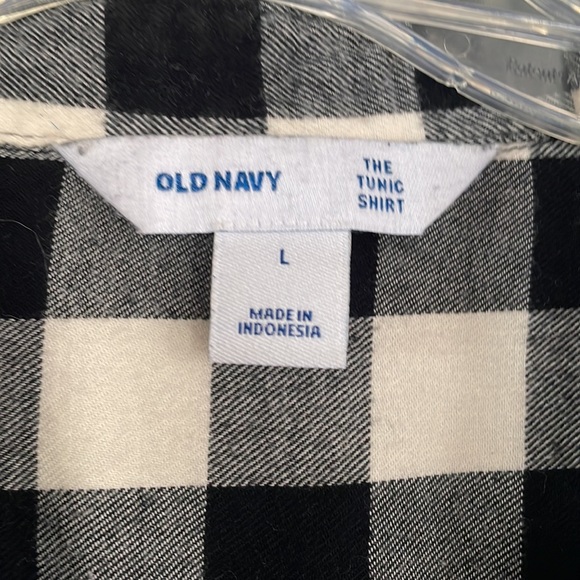 OLD NAVY
THE
TUNIC
SHIRT
L
MADE IN
INDONESIA